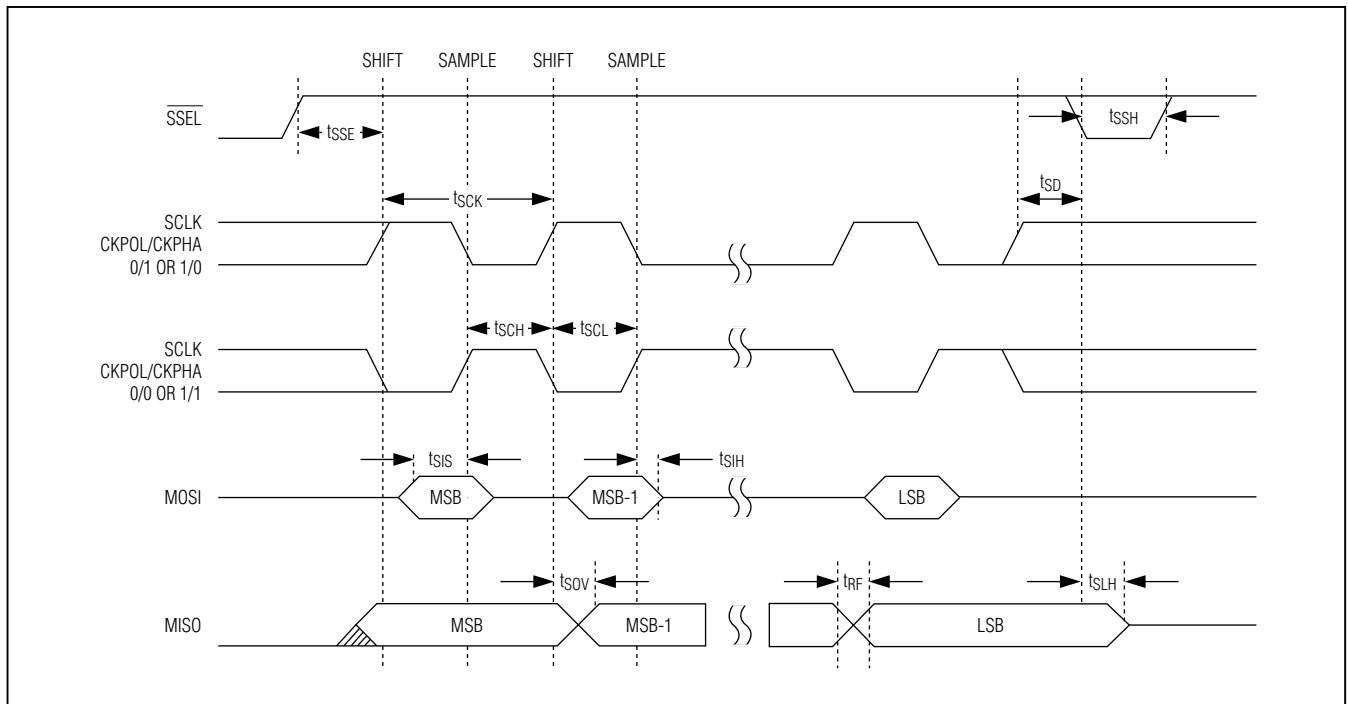 SHIFT SAMPLE SHIFT SAMPLE
SSEL
tSSE
tSSH
tSCK
tSD
SCLK
CKPOL/CKPHA
0/1 OR 1/0
tSCH tSCL
SCLK
CKPOL/CKPHA
0/0 OR 1/1
tSIS tSIH
MOSI MSB MSB-1 LSB
tSOV tRF tSLH
MISO MSB MSB-1 LSB